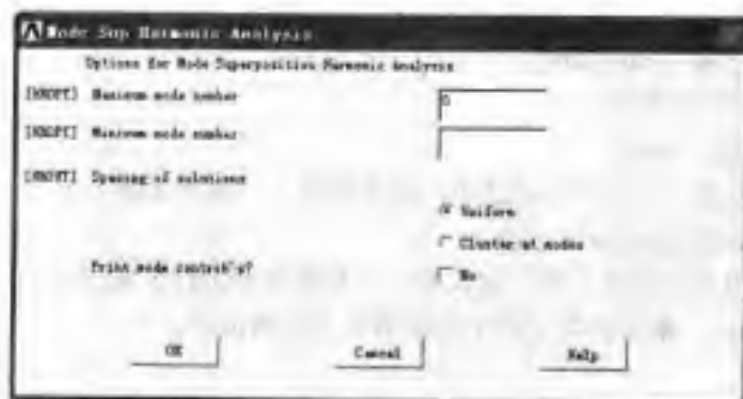 Mode Sup Harmonic Analysis
Options for Mode Superposition Harmonic Analysis
[HROPT] Maximum mode number 0
[HROPT] Minimum mode number
[HROUT] Spacing of solutions
Uniform
Cluster at modes
Print mode contrib's? No
OK Cancel Help